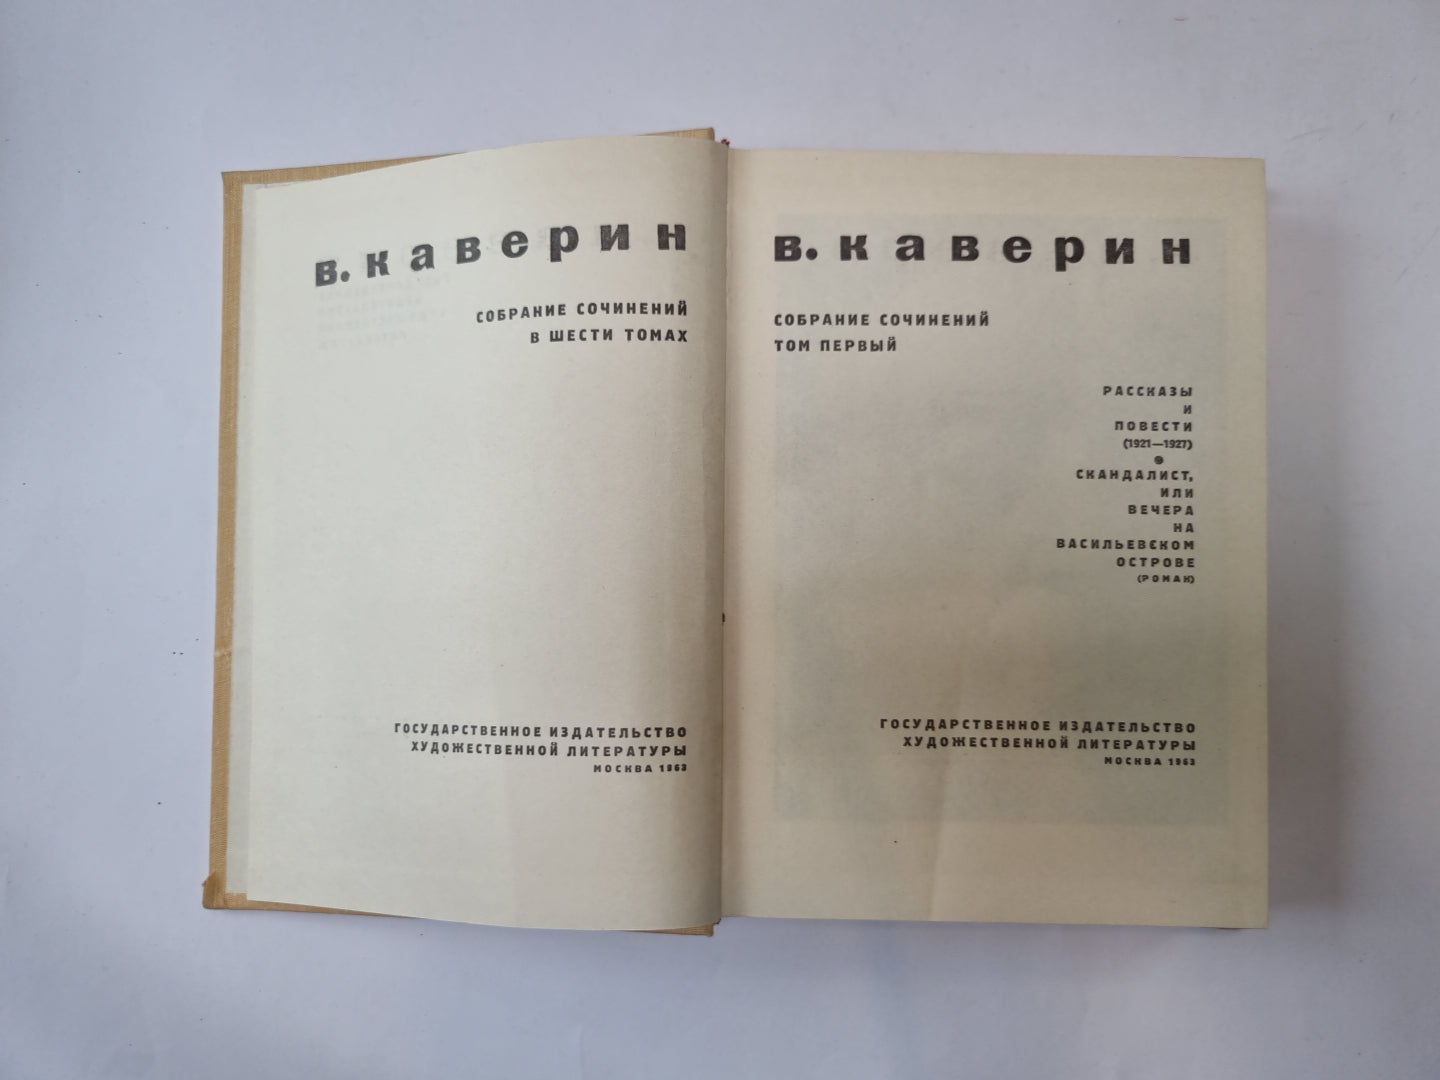 в. каверин
СОБРАНИЕ СОЧИНЕНИЙ
В ШЕСТИ ТОМАХ
ГОСУДАРСТВЕННОЕ ИЗДАТЕЛЬСТВО
ХУДОЖЕСТВЕННОЙ ЛИТЕРАТУРЫ
МОСКВА 1963
в. каверин
СОБРАНИЕ СОЧИНЕНИЙ
ТОМ ПЕРВЫЙ
РАССКАЗЫ
И
ПОВЕСТИ
(1921—1927)
СКАНДАЛИСТ,
ИЛИ
ВЕЧЕРА
НА
ВАСИЛЬЕВСКОМ
ОСТРОВЕ
(РОМАН)
ГОСУДАРСТВЕННОЕ ИЗДАТЕЛЬСТВО
ХУДОЖЕСТВЕННОЙ ЛИТЕРАТУРЫ
МОСКВА 1963